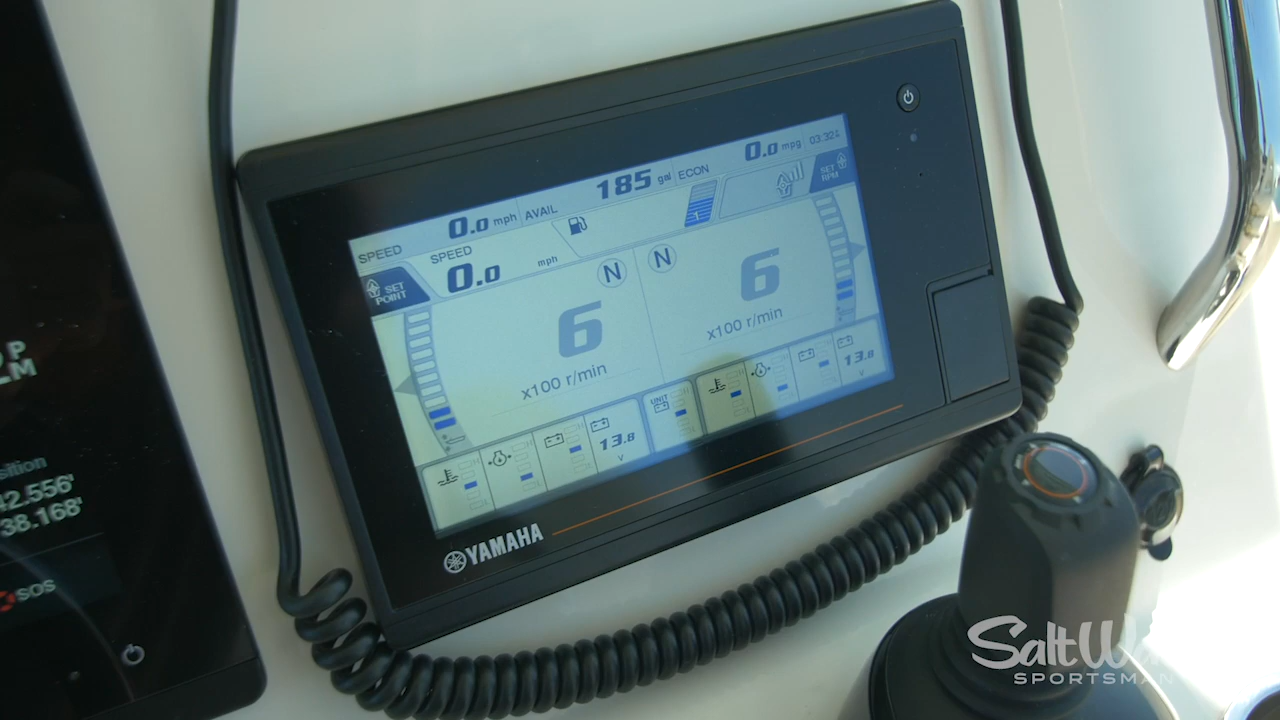 SPEED 0.0 mph AVAIL 185 gal ECON 0.0 mpg 03:32
SET POINT
SPEED
0.0 mph
SET RPM
N N
6 6
x100 r/min x100 r/min
13.8 V
UNIT
13.8 V
YAMAHA
42.556'
38.168'
SOS
Salt Wa
SPORTSMAN